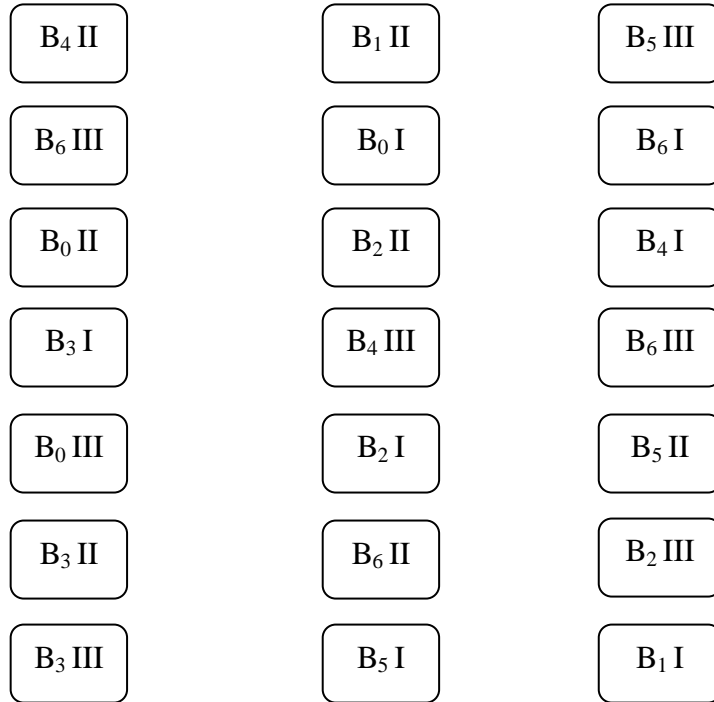 B₄ II B₁ II B₅ III
B₆ III B₀ I B₆ I
B₀ II B₂ II B₄ I
B₃ I B₄ III B₆ III
B₀ III B₂ I B₅ II
B₃ II B₆ II B₂ III
B₃ III B₅ I B₁ I